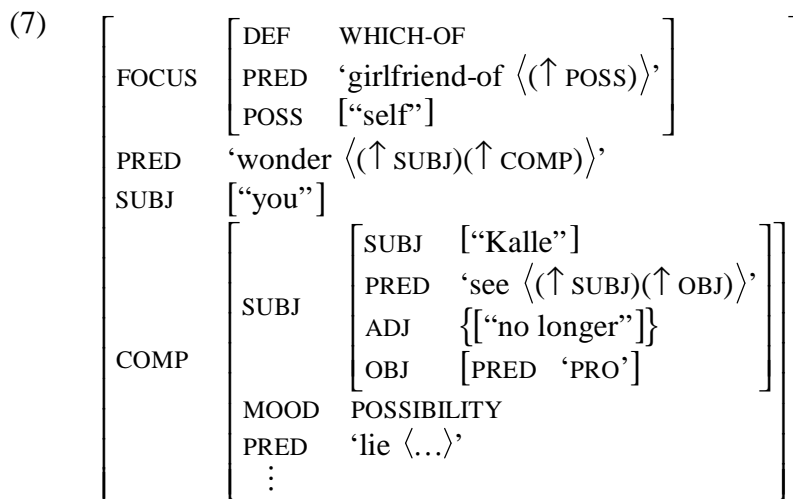 (7)
DEF WHICH-OF
FOCUS PRED ‘girlfriend-of ⟨(↑ POSS)⟩’
POSS [“self”]
PRED ‘wonder ⟨(↑ SUBJ)(↑ COMP)⟩’
SUBJ [“you”]
SUBJ [“Kalle”]
PRED ‘see ⟨(↑ SUBJ)(↑ OBJ)⟩’
SUBJ
ADJ {[“no longer”]}
COMP OBJ [PRED ‘PRO’]
MOOD POSSIBILITY
PRED ‘lie ⟨…⟩’
⋮